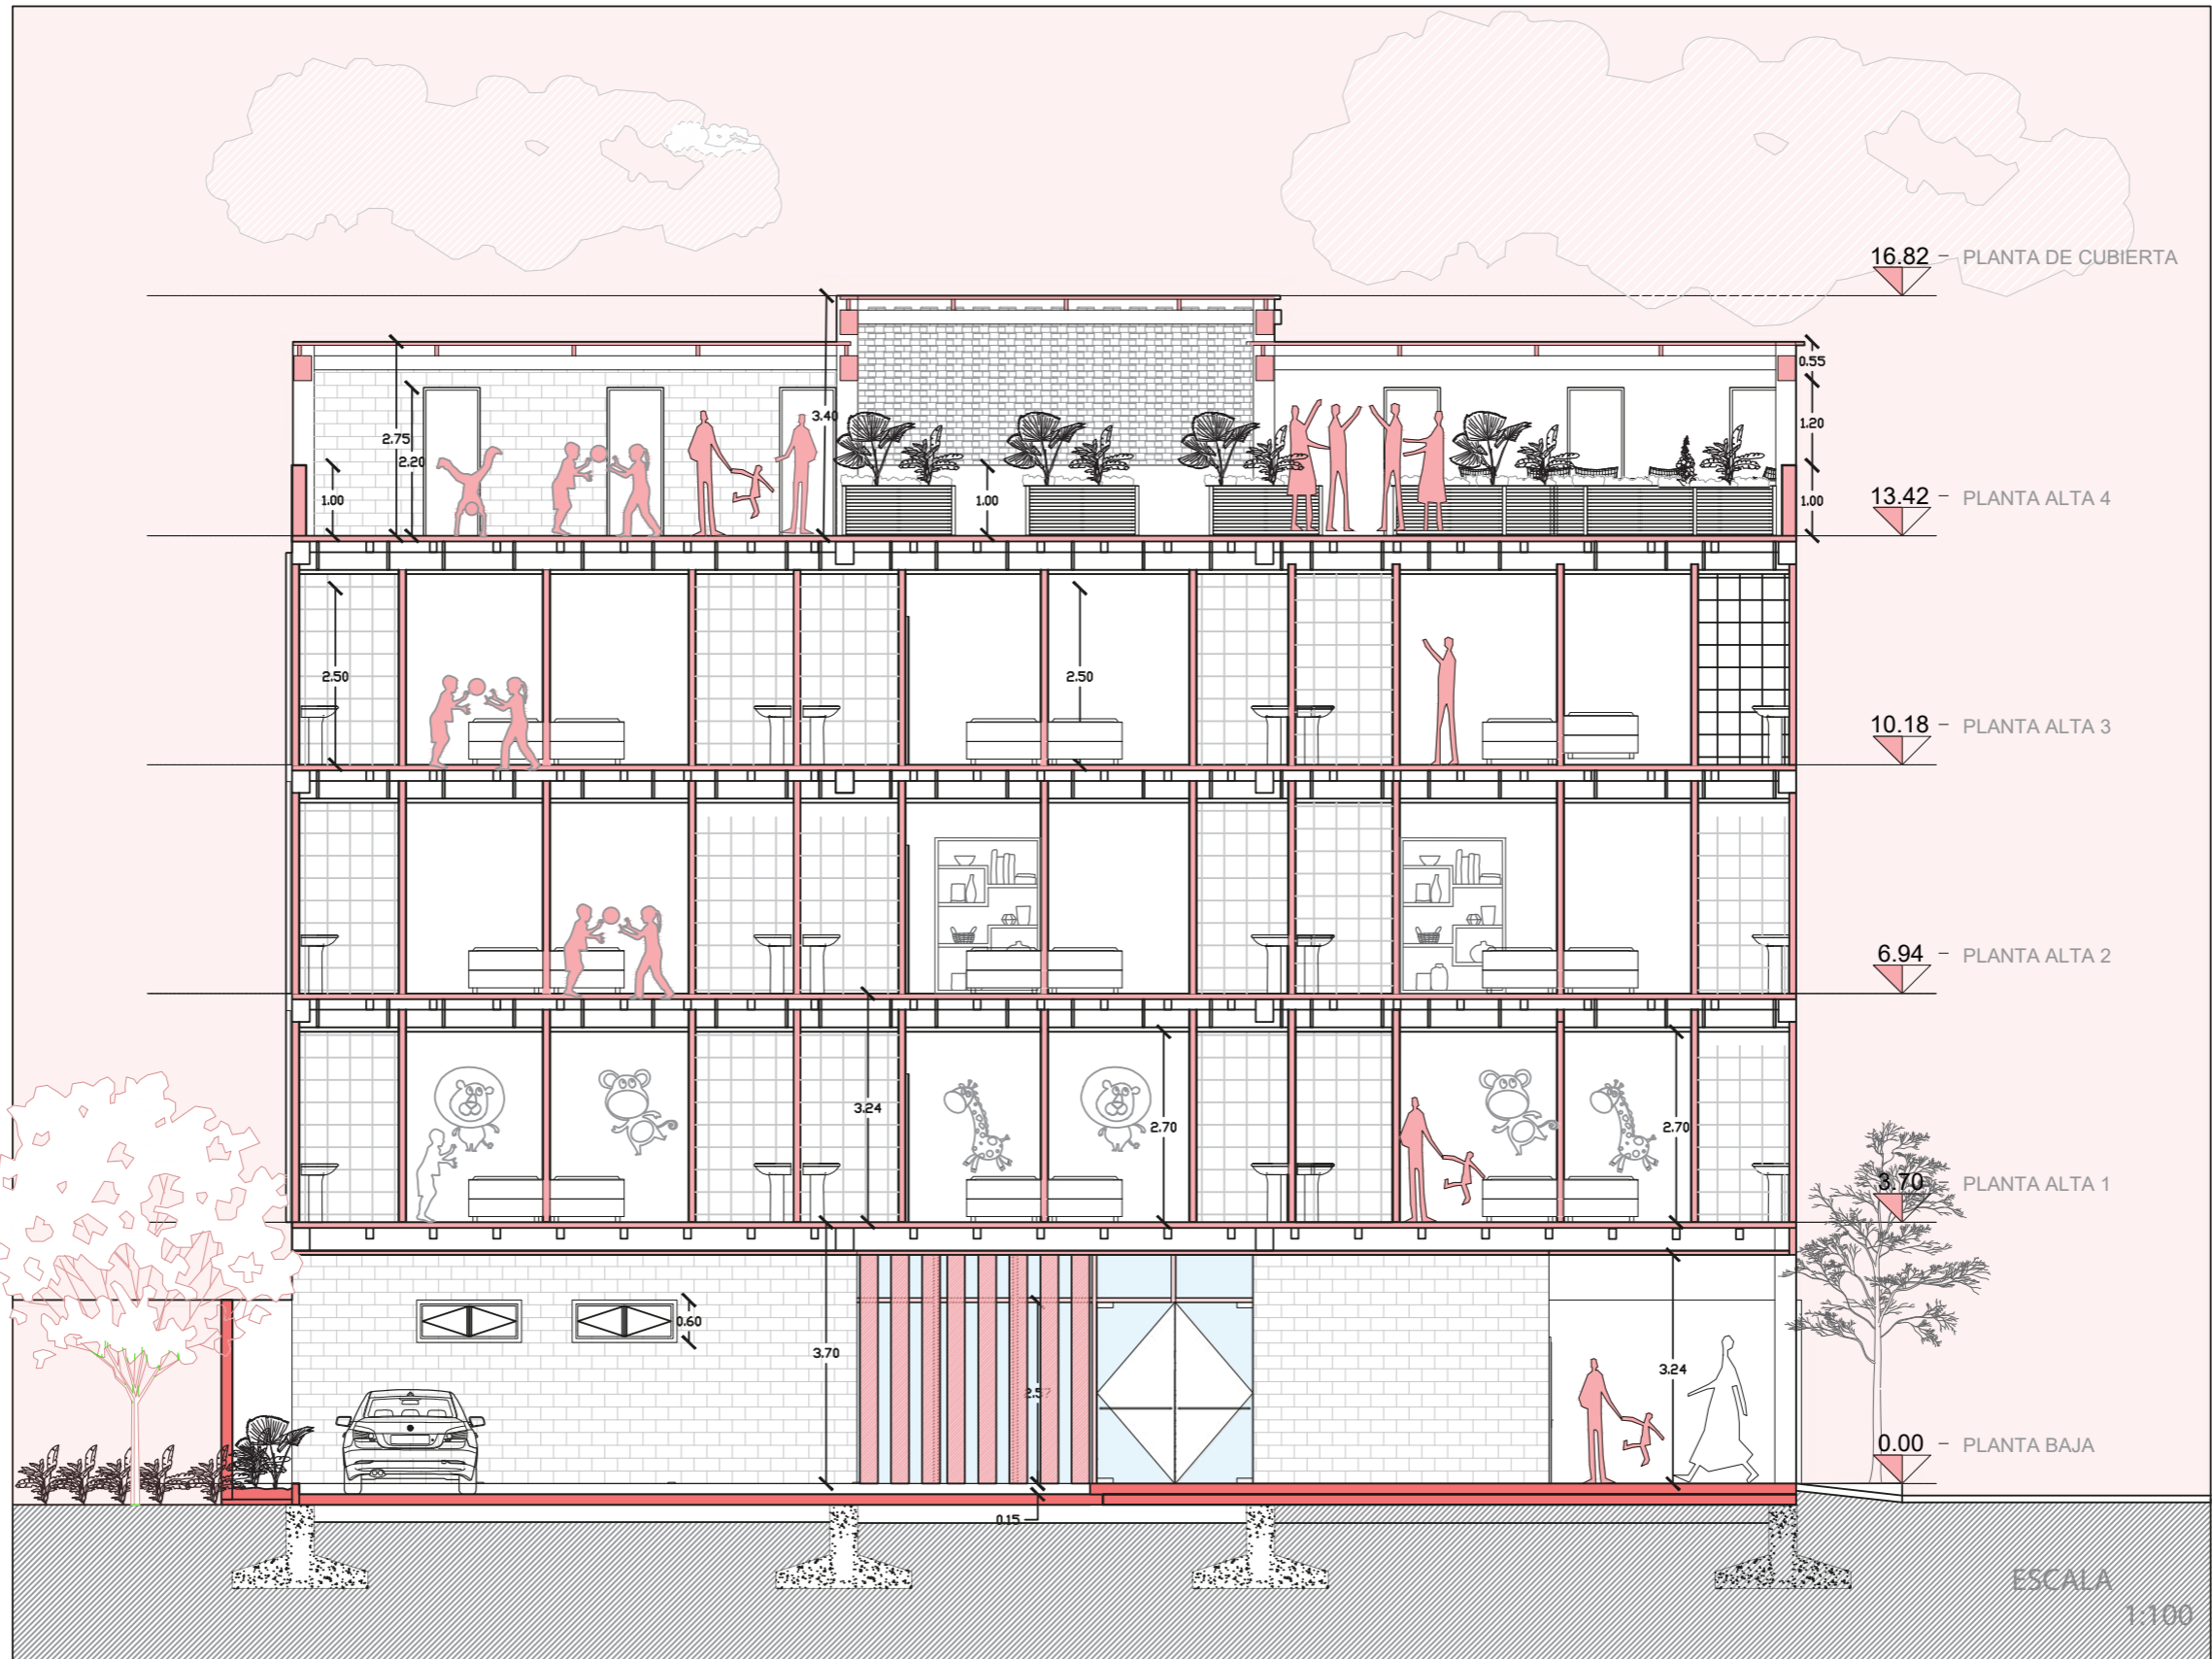 16.82 - PLANTA DE CUBIERTA
0.55
3.40
1.20
2.75
2.20
1.00
1.00
1.00
13.42 - PLANTA ALTA 4
2.50
2.50
10.18 - PLANTA ALTA 3
6.94 - PLANTA ALTA 2
3.24
2.70
2.70
3.70 - PLANTA ALTA 1
0.60
3.70
2.57
3.24
0.00 - PLANTA BAJA
0.15
ESCALA
1:100